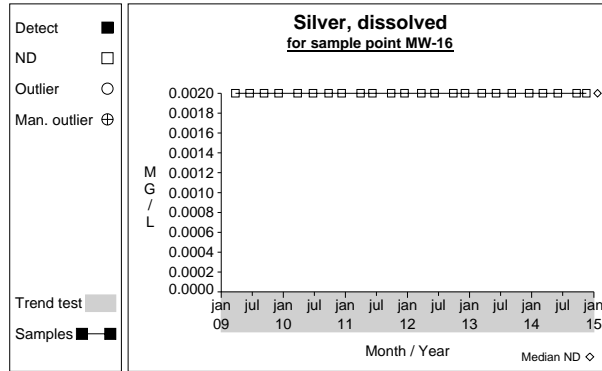 Detect
ND
Outlier
Man. outlier
Trend test
Samples
Silver, dissolved
for sample point MW-16
M
G
/
L
0.0020
0.0018
0.0016
0.0014
0.0012
0.0010
0.0008
0.0006
0.0004
0.0002
0.0000
jan jul jan jul jan jul jan jul jan jul jan jul jan
09 10 11 12 13 14 15
Month / Year
Median ND